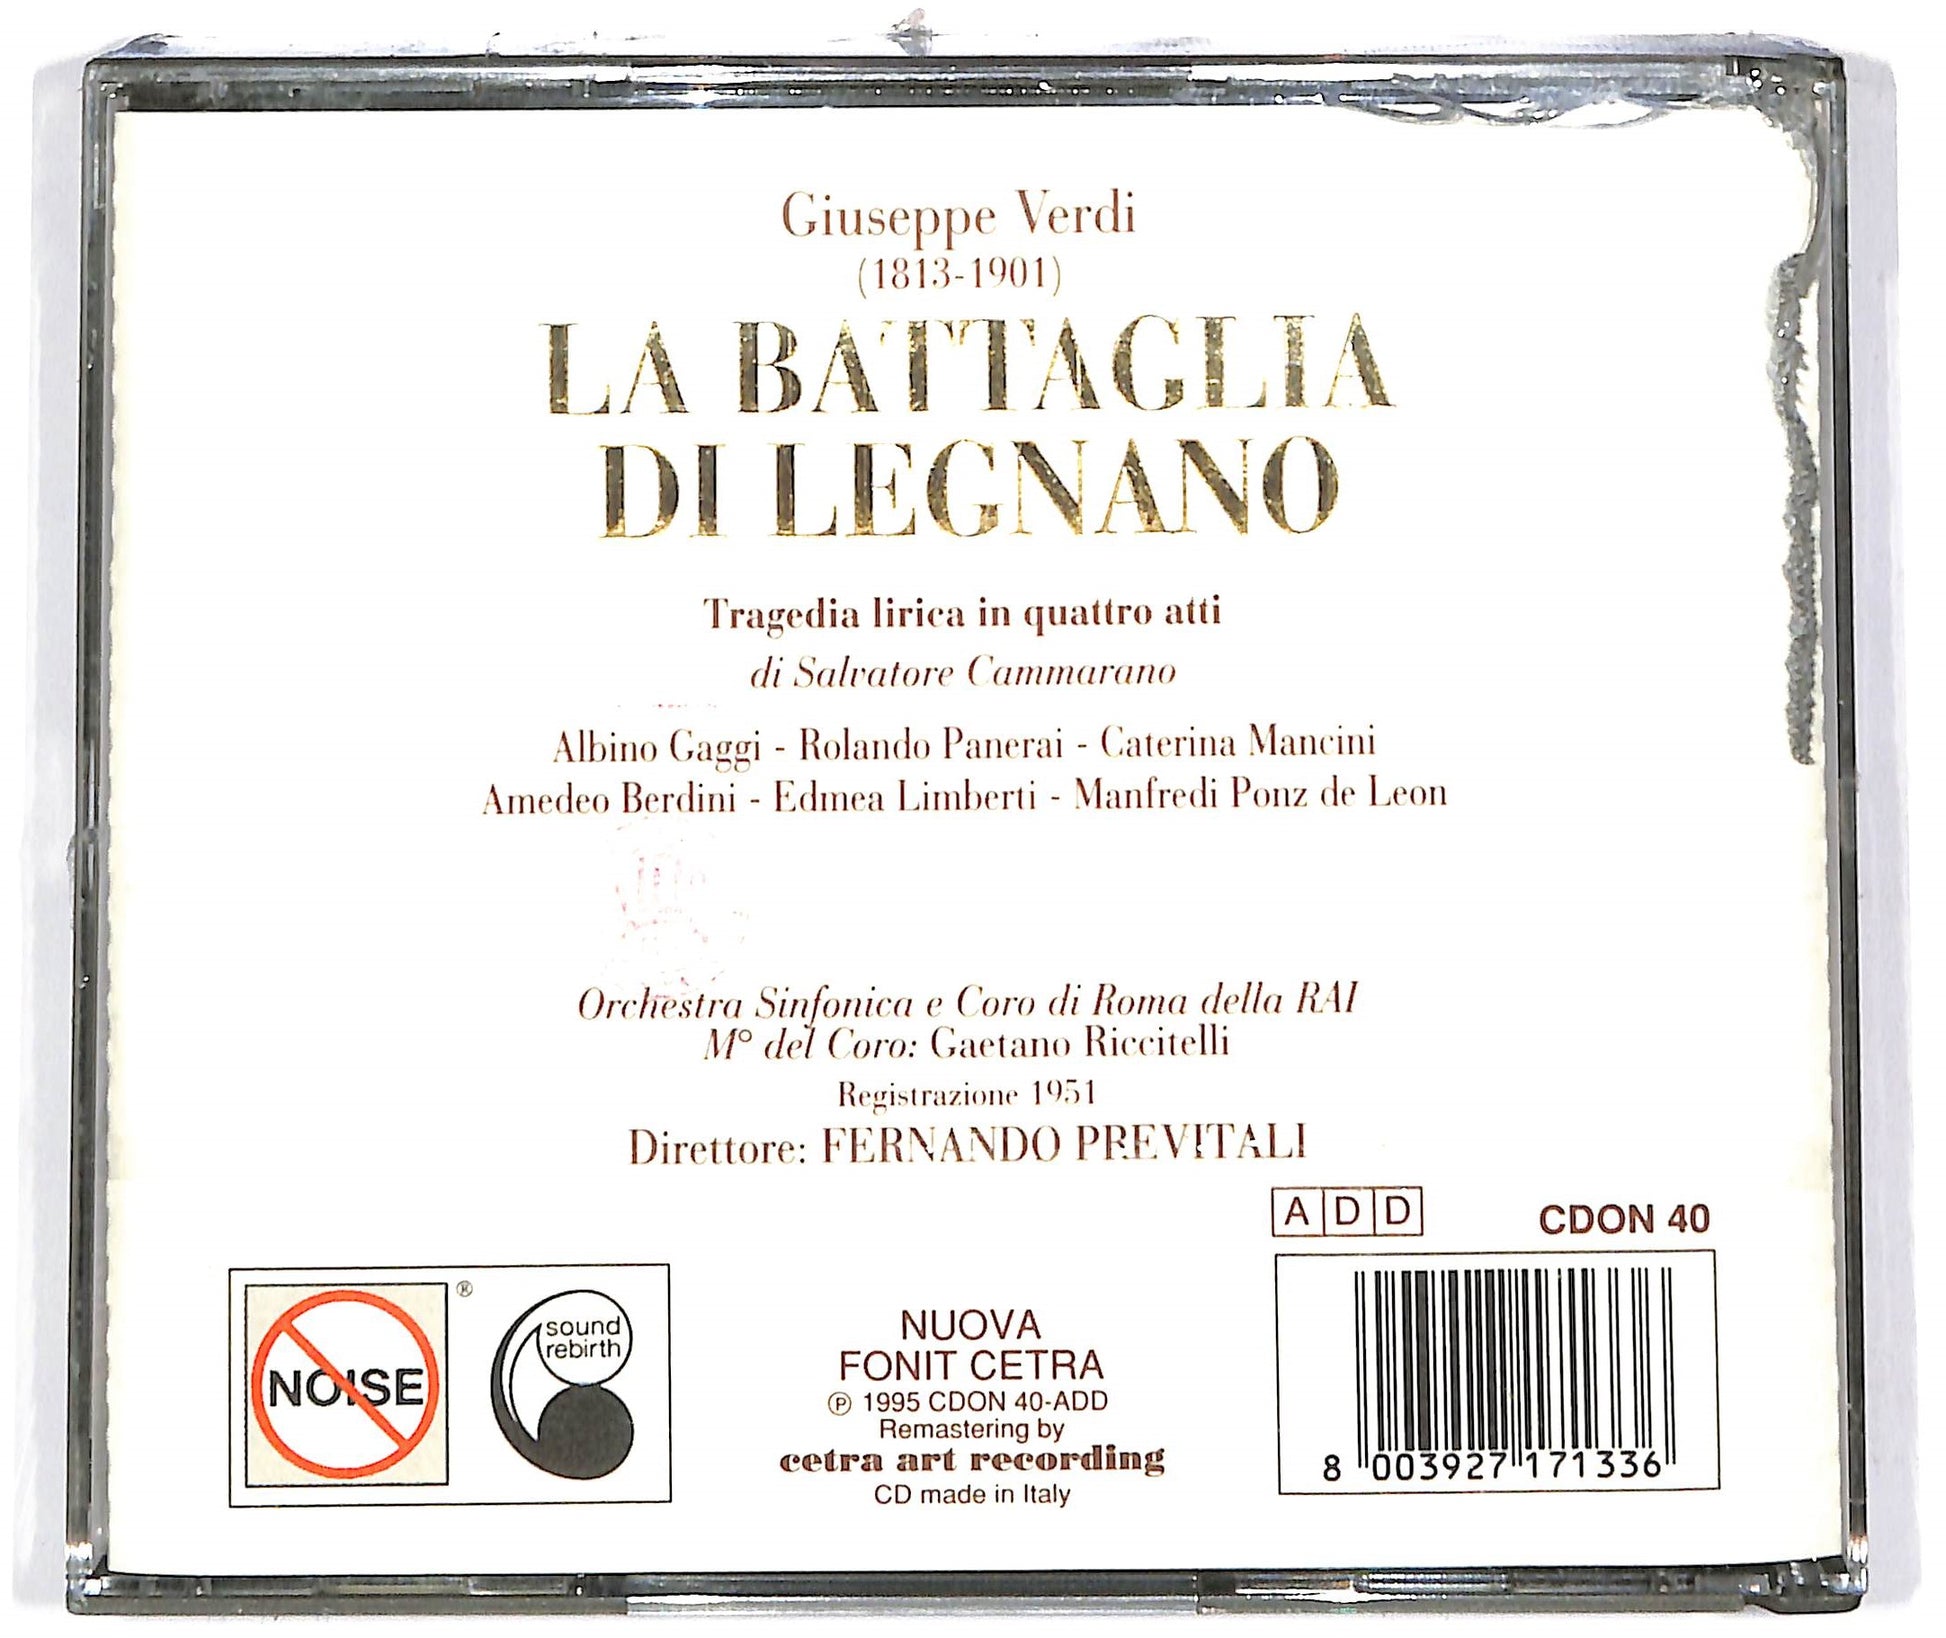 Giuseppe Verdi
(1813-1901)
LA BATTAGLIA
DI LEGNANO
Tragedia lirica in quattro atti
di Salvatore Cammarano
Albino Gaggi - Rolando Panerai - Caterina Mancini
Amedeo Berdini - Edmea Limberti - Manfredi Ponz de Leon
Orchestra Sinfonica e Coro di Roma della RAI
M° del Coro: Gaetano Riccitelli
Registrazione 1951
Direttore: FERNANDO PREVITALI
A D D
CDON 40
NOISE
®
sound
rebirth
NUOVA
FONIT CETRA
℗ 1995 CDON 40-ADD
Remastering by
cetra art recording
CD made in Italy
8 003927 171336